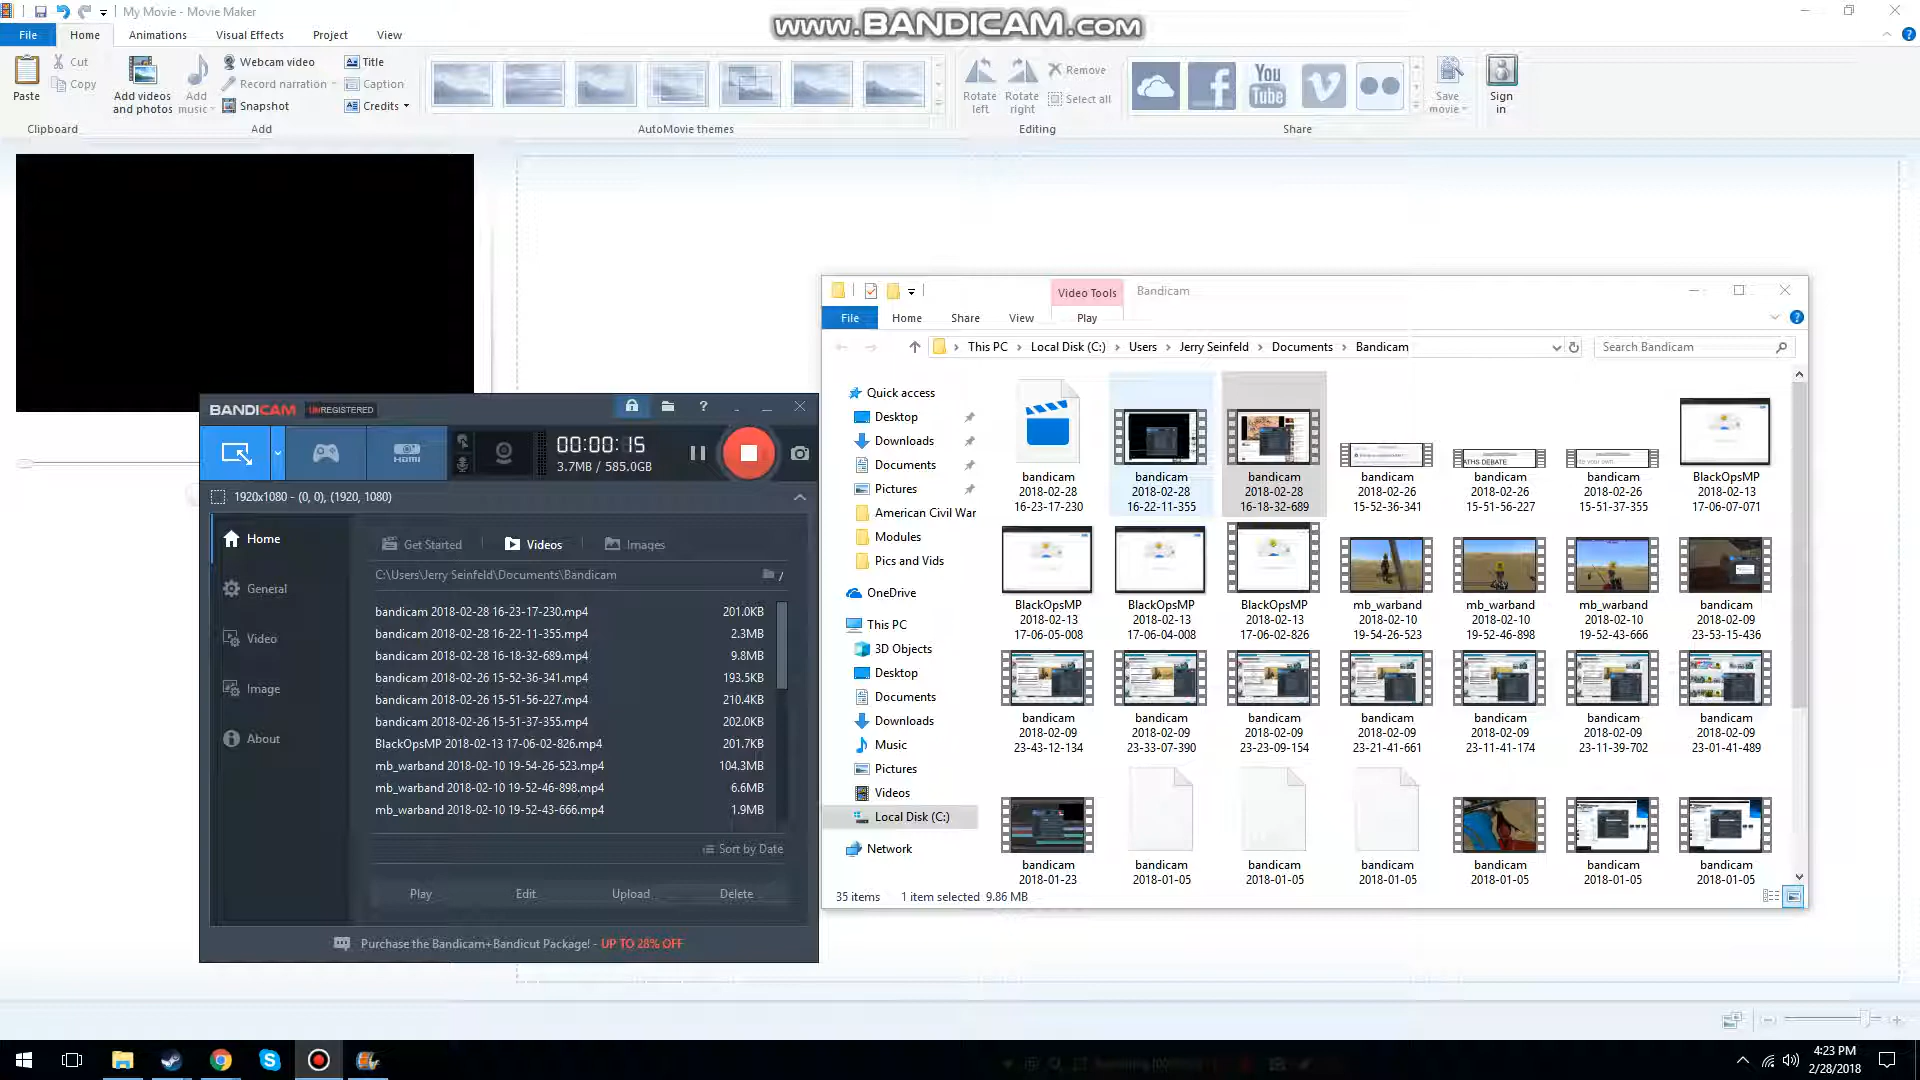 My Movie - Movie Maker
www.BANDICAM.com
File
Home
Animations
Visual Effects
Project
View
Paste
Cut
Copy
Clipboard
Add videos
and photos
Add
music
Webcam video
Record narration
Snapshot
Title
Caption
Credits
Add
AutoMovie themes
Rotate
left
Rotate
right
Remove
Select all
Editing
You
Tube
Share
Save
movie
Sign
in
BANDICAM
UNREGISTERED
?
HDMI
00:00:15
3.7MB / 585.0GB
1920x1080 - (0, 0), (1920, 1080)
Home
General
Video
Image
About
Get Started
Videos
Images
C:\Users\Jerry Seinfeld\Documents\Bandicam
bandicam 2018-02-28 16-23-17-230.mp4 201.0KB
bandicam 2018-02-28 16-22-11-355.mp4 2.3MB
bandicam 2018-02-28 16-18-32-689.mp4 9.8MB
bandicam 2018-02-26 15-52-36-341.mp4 193.5KB
bandicam 2018-02-26 15-51-56-227.mp4 210.4KB
bandicam 2018-02-26 15-51-37-355.mp4 202.0KB
BlackOpsMP 2018-02-13 17-06-02-826.mp4 201.7KB
mb_warband 2018-02-10 19-54-26-523.mp4 104.3MB
mb_warband 2018-02-10 19-52-46-898.mp4 6.6MB
mb_warband 2018-02-10 19-52-43-666.mp4 1.9MB
Sort by Date
Play
Edit
Upload
Delete
Purchase the Bandicam+Bandicut Package! - UP TO 28% OFF
Video Tools
Bandicam
File
Home
Share
View
Play
This PC > Local Disk (C:) > Users > Jerry Seinfeld > Documents > Bandicam
Search Bandicam
Quick access
Desktop
Downloads
Documents
Pictures
American Civil War
Modules
Pics and Vids
OneDrive
This PC
3D Objects
Desktop
Documents
Downloads
Music
Pictures
Videos
Local Disk (C:)
Network
ATHS DEBATE
te your own.
bandicam
2018-02-28
16-23-17-230
bandicam
2018-02-28
16-22-11-355
bandicam
2018-02-28
16-18-32-689
bandicam
2018-02-26
15-52-36-341
bandicam
2018-02-26
15-51-56-227
bandicam
2018-02-26
15-51-37-355
BlackOpsMP
2018-02-13
17-06-07-071
BlackOpsMP
2018-02-13
17-06-05-008
BlackOpsMP
2018-02-13
17-06-04-008
BlackOpsMP
2018-02-13
17-06-02-826
mb_warband
2018-02-10
19-54-26-523
mb_warband
2018-02-10
19-52-46-898
mb_warband
2018-02-10
19-52-43-666
bandicam
2018-02-09
23-53-15-436
bandicam
2018-02-09
23-43-12-134
bandicam
2018-02-09
23-33-07-390
bandicam
2018-02-09
23-23-09-154
bandicam
2018-02-09
23-21-41-661
bandicam
2018-02-09
23-11-41-174
bandicam
2018-02-09
23-11-39-702
bandicam
2018-02-09
23-01-41-489
bandicam
2018-01-23
bandicam
2018-01-05
bandicam
2018-01-05
bandicam
2018-01-05
bandicam
2018-01-05
bandicam
2018-01-05
bandicam
2018-01-05
35 items
1 item selected 9.86 MB
4:23 PM
2/28/2018